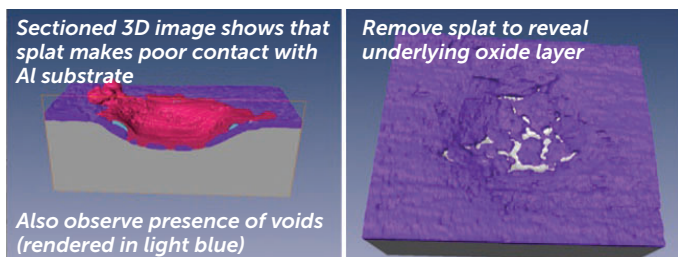 Sectioned 3D image shows that
splat makes poor contact with
Al substrate
Also observe presence of voids
(rendered in light blue)
Remove splat to reveal
underlying oxide layer